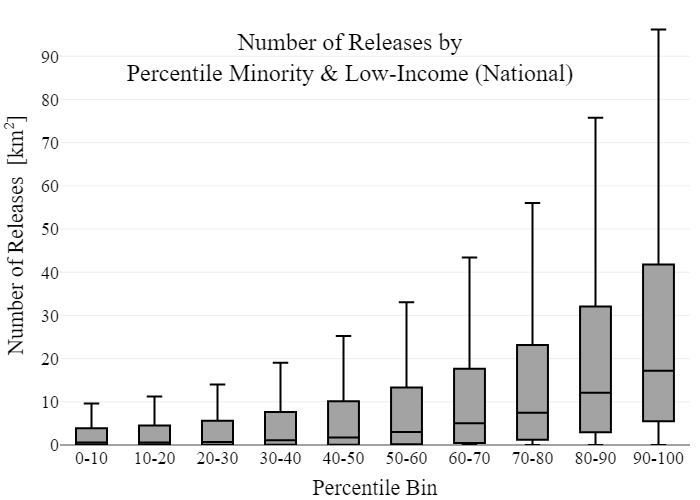 Number of Releases by
Percentile Minority & Low-Income (National)
Number of Releases [km²]
90
80
70
60
50
40
30
20
10
0
0-10 10-20 20-30 30-40 40-50 50-60 60-70 70-80 80-90 90-100
Percentile Bin